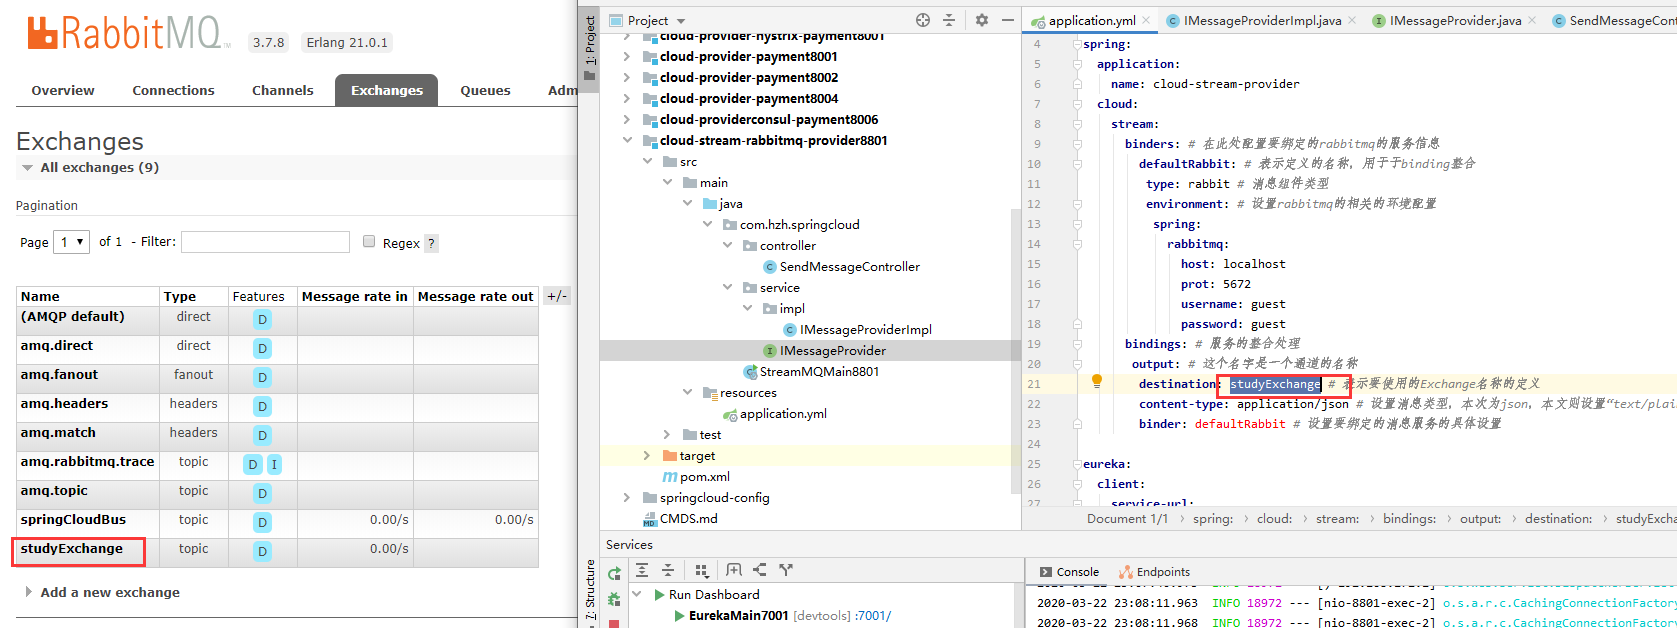 RabbitMQ TM 3.7.8 Erlang 21.0.1
Overview Connections Channels Exchanges Queues Adm
Exchanges
All exchanges (9)
Pagination
Page 1 of 1 - Filter: Regex ?
Name Type Features Message rate in Message rate out +/-
(AMQP default) direct D
amq.direct direct D
amq.fanout fanout D
amq.headers headers D
amq.match headers D
amq.rabbitmq.trace topic D I
amq.topic topic D
springCloudBus topic D 0.00/s 0.00/s
studyExchange topic D 0.00/s
Add a new exchange
1: Project
7: Structure
Project
cloud-provider-hystrix-payment8001
cloud-provider-payment8001
cloud-provider-payment8002
cloud-provider-payment8004
cloud-providerconsul-payment8006
cloud-stream-rabbitmq-provider8801
src
main
java
com.hzh.springcloud
controller
SendMessageController
service
impl
IMessageProviderImpl
IMessageProvider
StreamMQMain8801
resources
application.yml
test
target
pom.xml
springcloud-config
CMDS.md
application.yml IMessageProviderImpl.java IMessageProvider.java SendMessageCont
4 spring:
5 application:
6 name: cloud-stream-provider
7 cloud:
8 stream:
9 binders: # 在此处配置要绑定的rabbitmq的服务信息
10 defaultRabbit: # 表示定义的名称，用于于binding整合
11 type: rabbit # 消息组件类型
12 environment: # 设置rabbitmq的相关的环境配置
13 spring:
14 rabbitmq:
15 host: localhost
16 prot: 5672
17 username: guest
18 password: guest
19 bindings: # 服务的整合处理
20 output: # 这个名字是一个通道的名称
21 destination: studyExchange # 表示要使用的Exchange名称的定义
22 content-type: application/json # 设置消息类型，本次为json，本文则设置“text/plai
23 binder: defaultRabbit # 设置要绑定的消息服务的具体设置
24
25 eureka:
26 client:
27 service-url:
Document 1/1 › spring: › cloud: › stream: › bindings: › output: › destination: › studyExcha
Services
Run Dashboard
EurekaMain7001 [devtools] :7001/
Console Endpoints
2020-03-22 23:08:11.963 INFO 18972 --- [nio-8801-exec-2] o.s.a.r.c.CachingConnectionFactory
2020-03-22 23:08:11.968 INFO 18972 --- [nio-8801-exec-2] o.s.a.r.c.CachingConnectionFactory